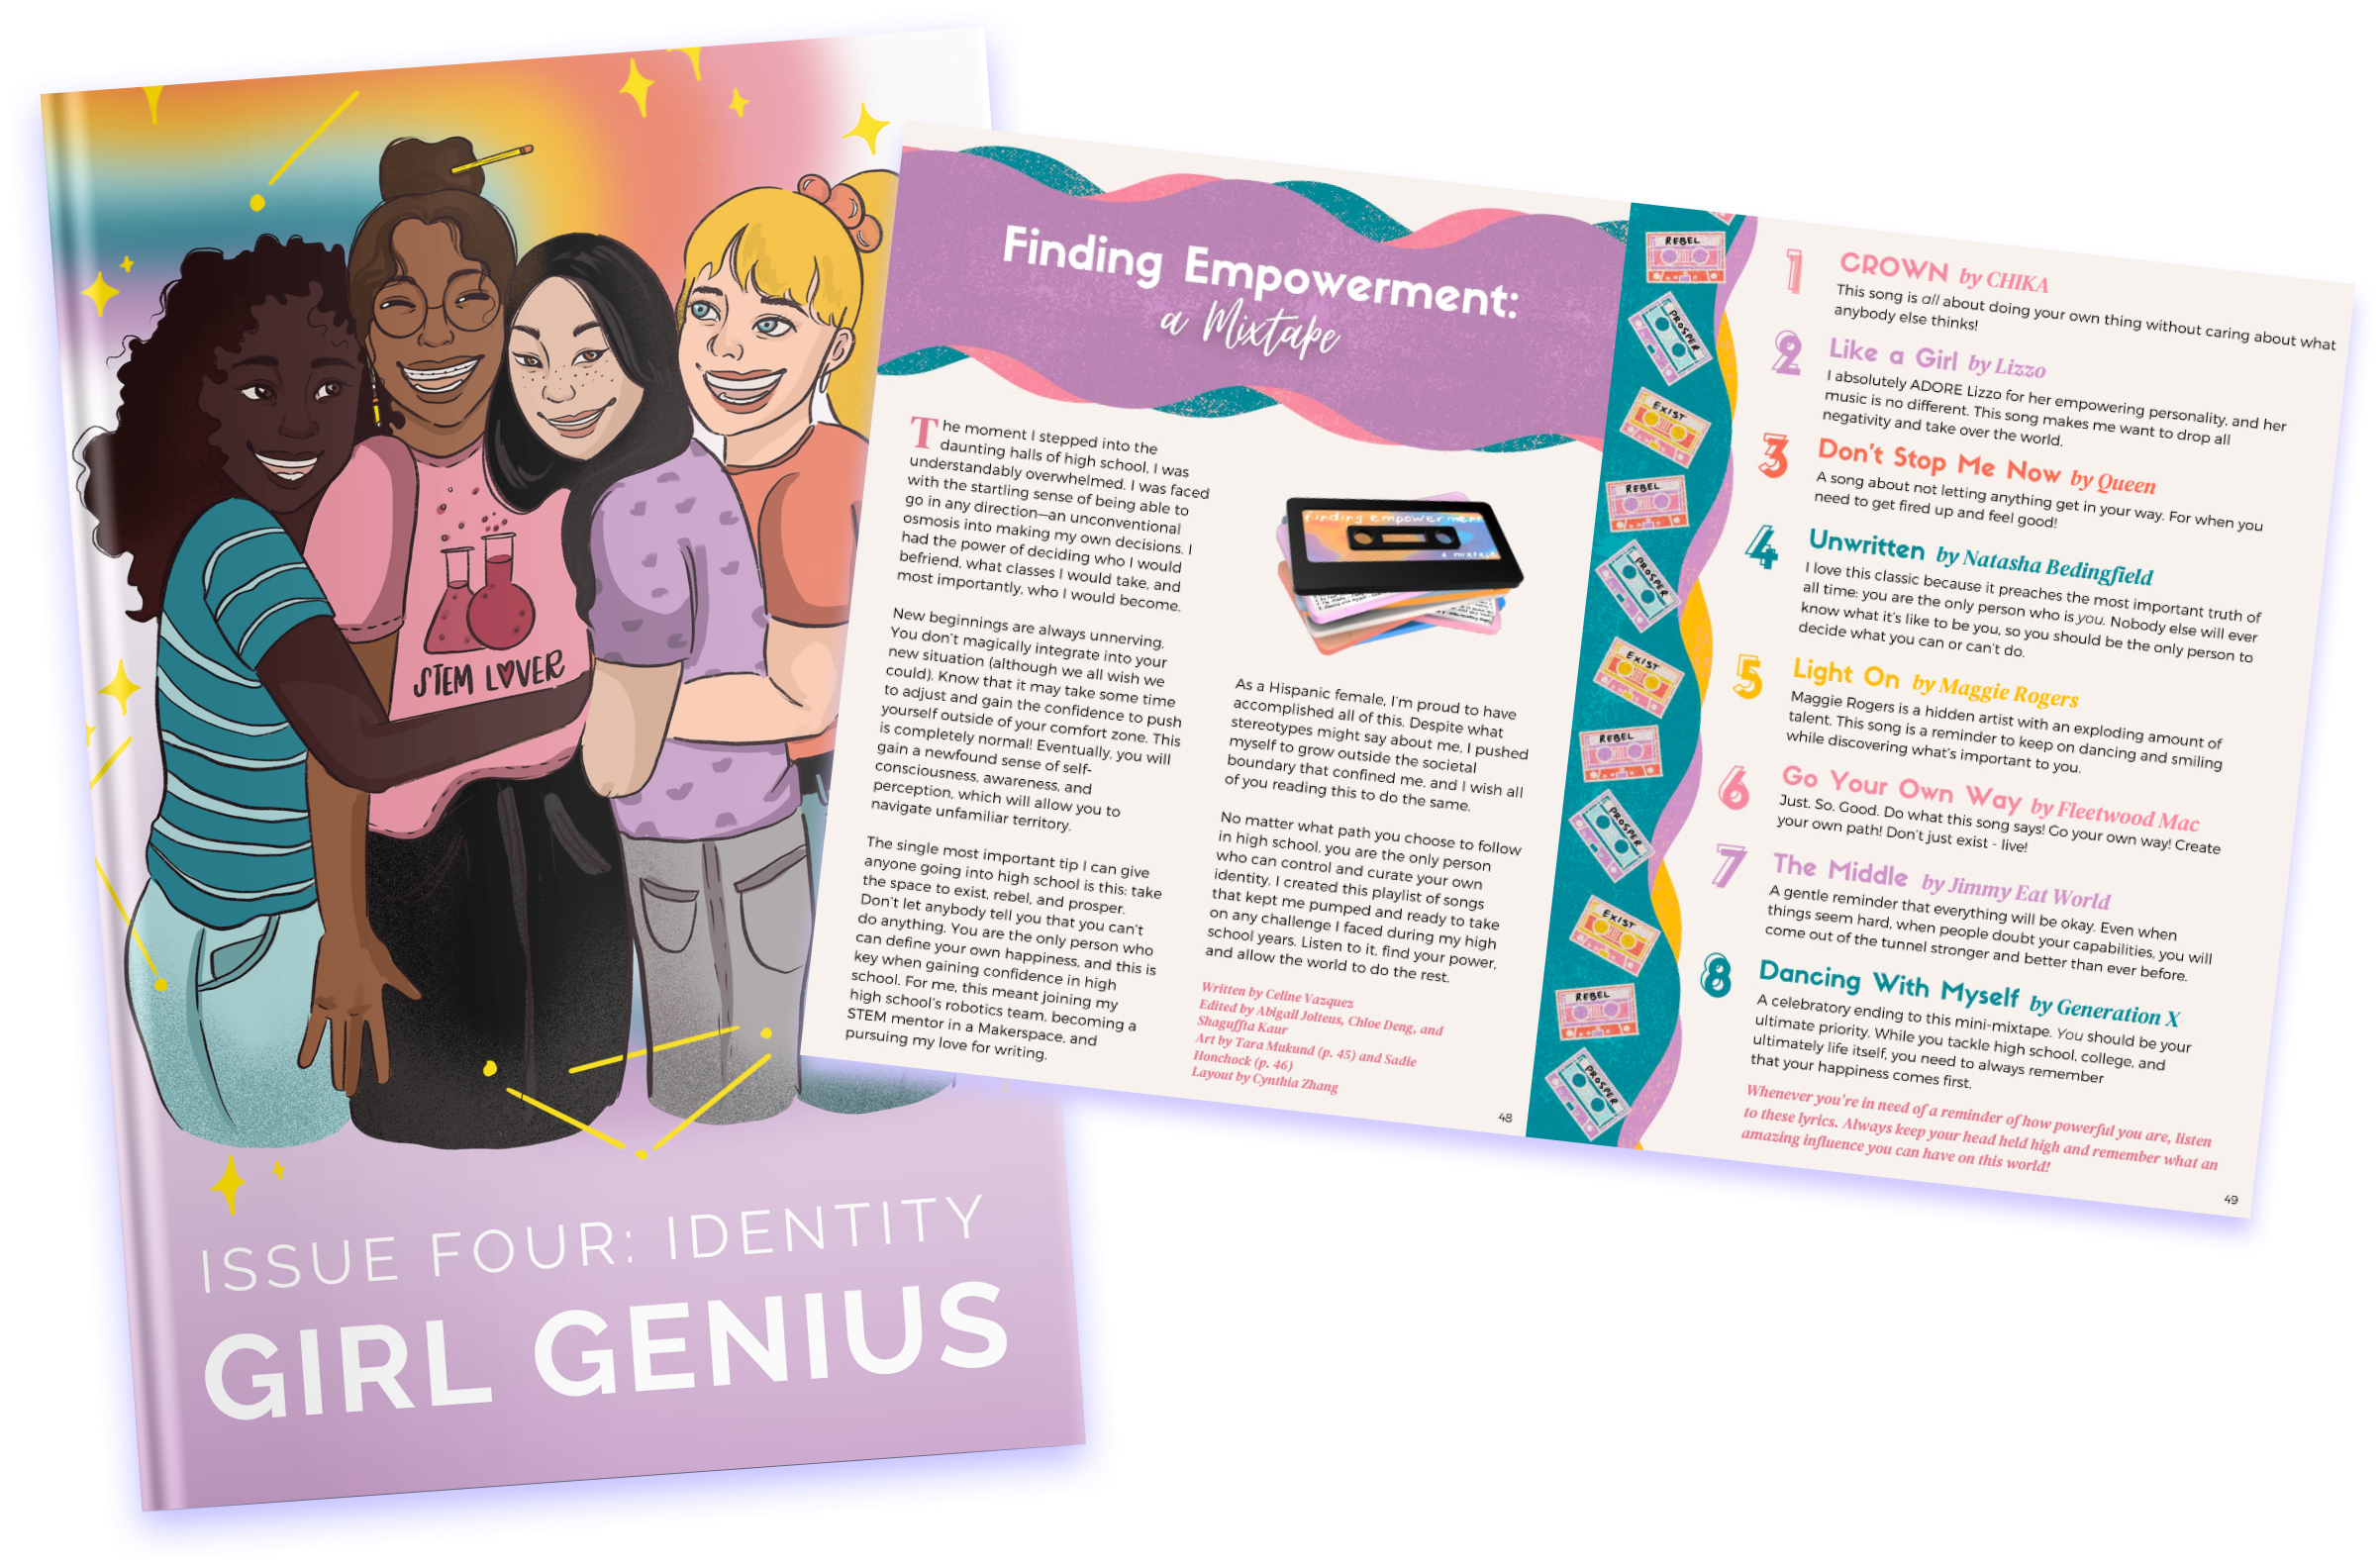 STEM LOVER
ISSUE FOUR: IDENTITY
GIRL GENIUS
Finding Empowerment:
a Mixtape
The moment I stepped into the
daunting halls of high school, I was
understandably overwhelmed. I was faced
with the startling sense of being able to
go in any direction—an unconventional
osmosis into making my own decisions. I
had the power of deciding who I would
befriend, what classes I would take, and
most importantly, who I would become.
New beginnings are always unnerving.
You don't magically integrate into your
new situation (although we all wish we
could). Know that it may take some time
to adjust and gain the confidence to push
yourself outside of your comfort zone. This
is completely normal! Eventually, you will
gain a newfound sense of self-
consciousness, awareness, and
perception, which will allow you to
navigate unfamiliar territory.
The single most important tip I can give
anyone going into high school is this: take
the space to exist, rebel, and prosper.
Don't let anybody tell you that you can't
do anything. You are the only person who
can define your own happiness, and this is
key when gaining confidence in high
school. For me, this meant joining my
high school's robotics team, becoming a
STEM mentor in a Makerspace, and
pursuing my love for writing.
finding empowerment
a mixtape
As a Hispanic female, I'm proud to have
accomplished all of this. Despite what
stereotypes might say about me, I pushed
myself to grow outside the societal
boundary that confined me, and I wish all
of you reading this to do the same.
No matter what path you choose to follow
in high school, you are the only person
who can control and curate your own
identity. I created this playlist of songs
that kept me pumped and ready to take
on any challenge I faced during my high
school years. Listen to it, find your power,
and allow the world to do the rest.
Written by Celine Vazquez
Edited by Abigail Jolteus, Chloe Deng, and
Shaguffta Kaur
Art by Tara Mukund (p. 45) and Sadie
Honchock (p. 46)
Layout by Cynthia Zhang
48
REBEL
PROSPER
EXIST
REBEL
PROSPER
EXIST
REBEL
PROSPER
EXIST
REBEL
PROSPER
1 CROWN by CHIKA
This song is all about doing your own thing without caring about what
anybody else thinks!
2 Like a Girl by Lizzo
I absolutely ADORE Lizzo for her empowering personality, and her
music is no different. This song makes me want to drop all
negativity and take over the world.
3 Don't Stop Me Now by Queen
A song about not letting anything get in your way. For when you
need to get fired up and feel good!
4 Unwritten by Natasha Bedingfield
I love this classic because it preaches the most important truth of
all time: you are the only person who is you. Nobody else will ever
know what it's like to be you, so you should be the only person to
decide what you can or can't do.
5 Light On by Maggie Rogers
Maggie Rogers is a hidden artist with an exploding amount of
talent. This song is a reminder to keep on dancing and smiling
while discovering what's important to you.
6 Go Your Own Way by Fleetwood Mac
Just. So. Good. Do what this song says! Go your own way! Create
your own path! Don't just exist - live!
7 The Middle by Jimmy Eat World
A gentle reminder that everything will be okay. Even when
things seem hard, when people doubt your capabilities, you will
come out of the tunnel stronger and better than ever before.
8 Dancing With Myself by Generation X
A celebratory ending to this mini-mixtape. You should be your
ultimate priority. While you tackle high school, college, and
ultimately life itself, you need to always remember
that your happiness comes first.
Whenever you're in need of a reminder of how powerful you are, listen
to these lyrics. Always keep your head held high and remember what an
amazing influence you can have on this world!
49